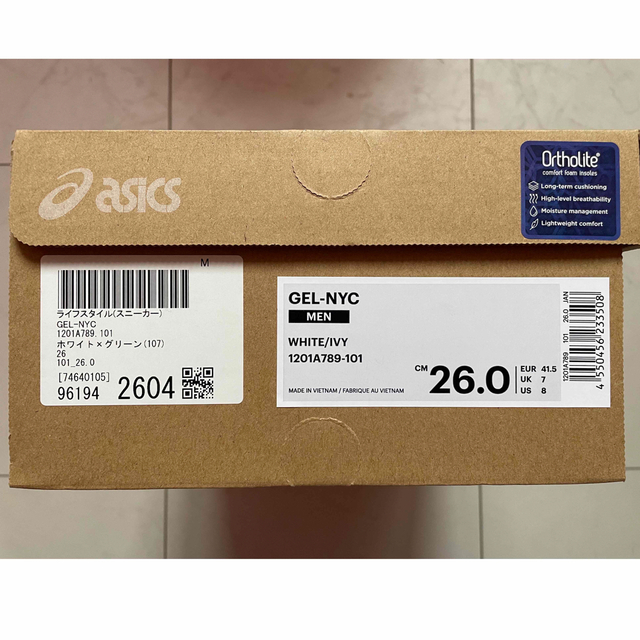 asics
Ortholite®
comfort foam insoles
Long-term cushioning
High-level breathability
Moisture management
Lightweight comfort
M
ライフスタイル(スニーカー)
GEL-NYC
1201A789.101
ホワイト×グリーン(107)
26
101_26.0
[74640105]
96194 2604
GEL-NYC
MEN
WHITE/IVY
1201A789-101
MADE IN VIETNAM / FABRIQUE AU VIETNAM
CM 26.0
EUR 41.5
UK 7
US 8
1201A789 101 26.0 JAN
4 550456 233508